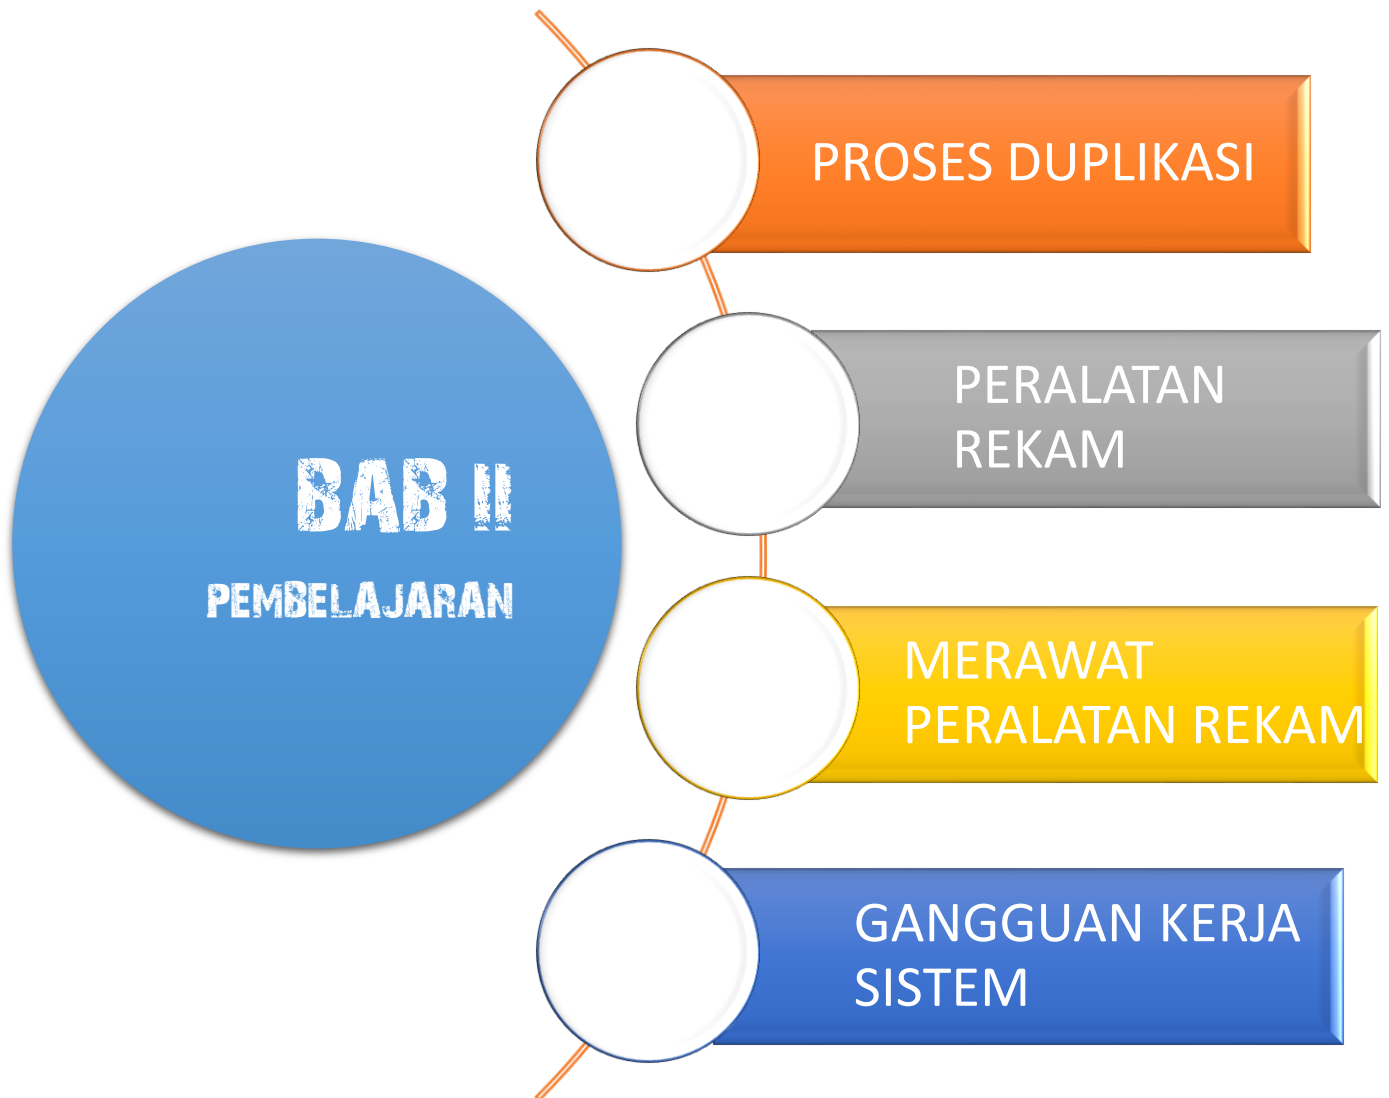 BAB II
PEMBELAJARAN
PROSES DUPLIKASI
PERALATAN
REKAM
MERAWAT
PERALATAN REKAM
GANGGUAN KERJA
SISTEM